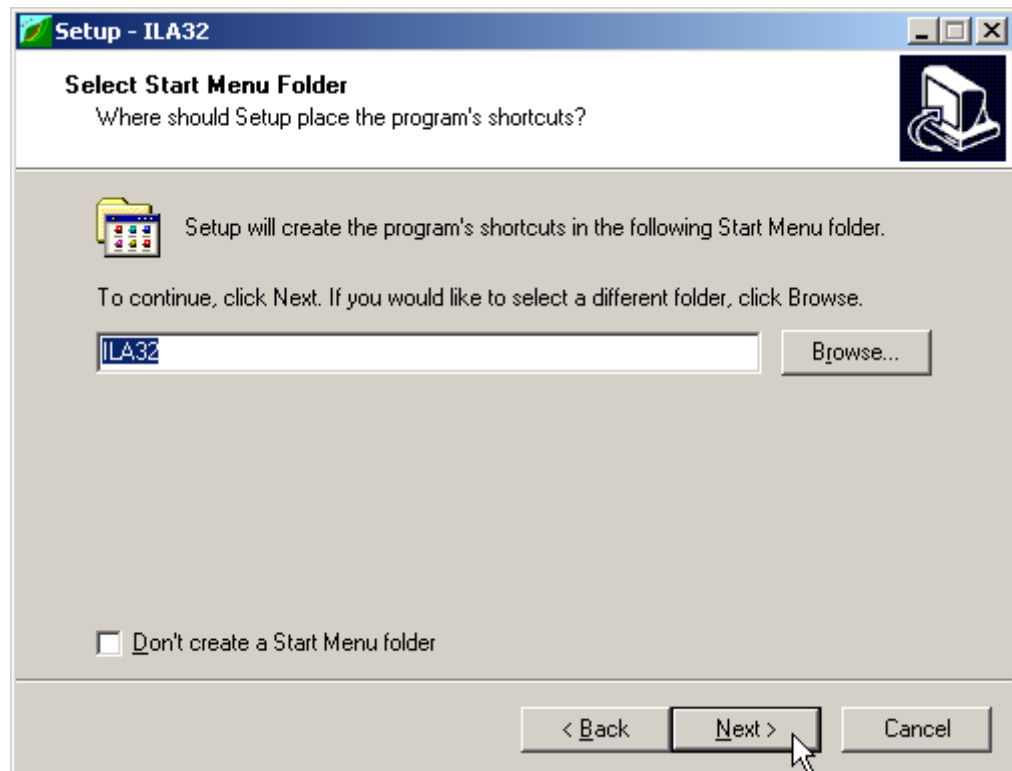 Setup - ILA32
Select Start Menu Folder
Where should Setup place the program's shortcuts?
Setup will create the program's shortcuts in the following Start Menu folder.
To continue, click Next. If you would like to select a different folder, click Browse.
ILA32
Browse...
Don't create a Start Menu folder
< Back
Next >
Cancel